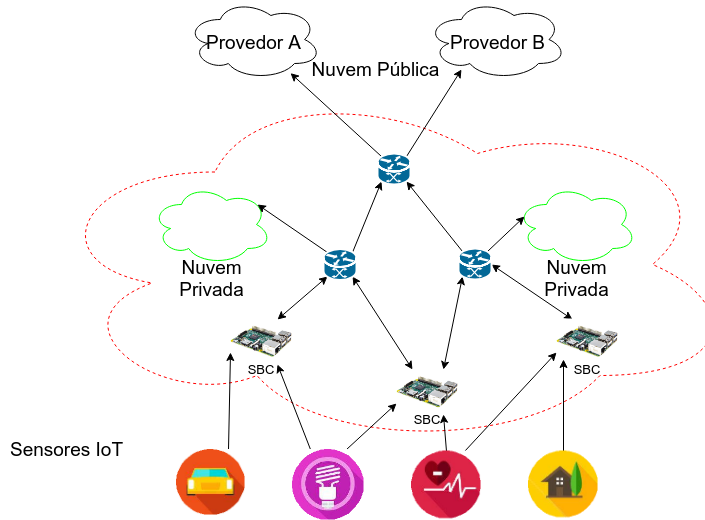 Provedor A
Provedor B
Nuvem Pública
Nuvem
Privada
Nuvem
Privada
SBC
SBC
SBC
Sensores IoT